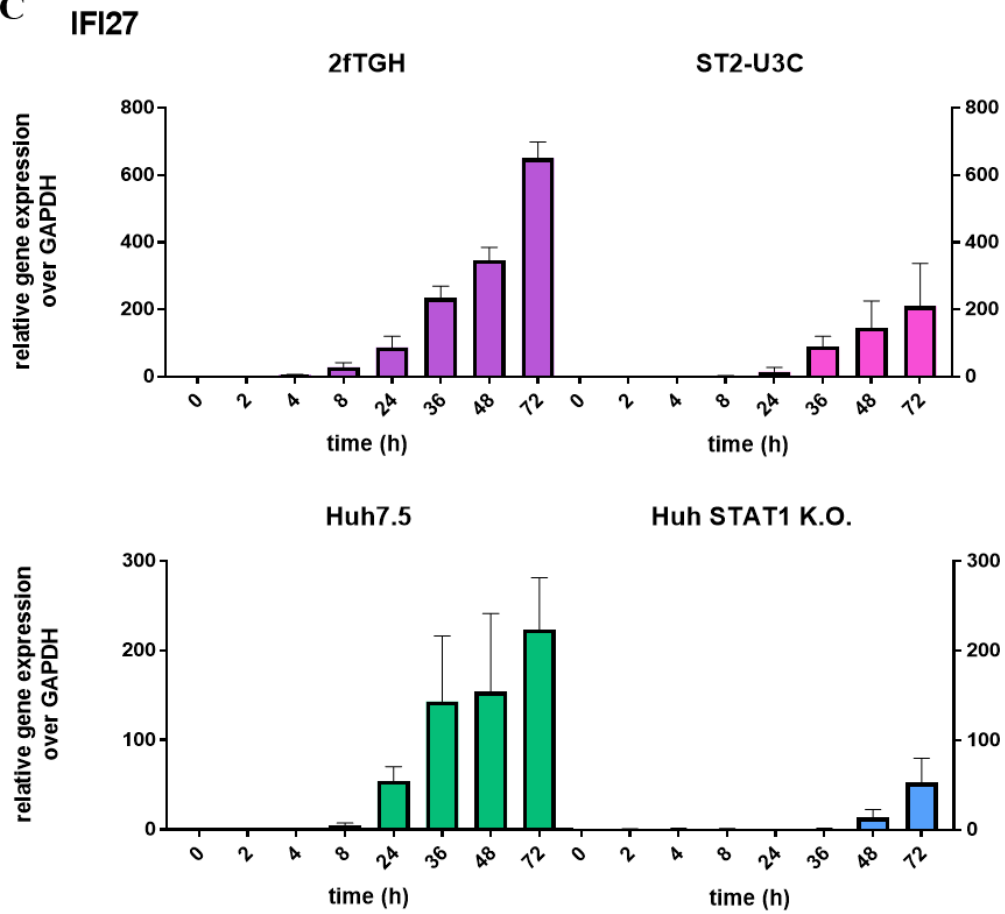 C
IFI27
2fTGH
ST2-U3C
relative gene expression
over GAPDH
800
600
400
200
0
800
600
400
200
0
0 2 4 8 24 36 48 72 0 2 4 8 24 36 48 72
time (h)
time (h)
Huh7.5
Huh STAT1 K.O.
relative gene expression
over GAPDH
300
200
100
0
300
200
100
0
0 2 4 8 24 36 48 72 0 2 4 8 24 36 48 72
time (h)
time (h)